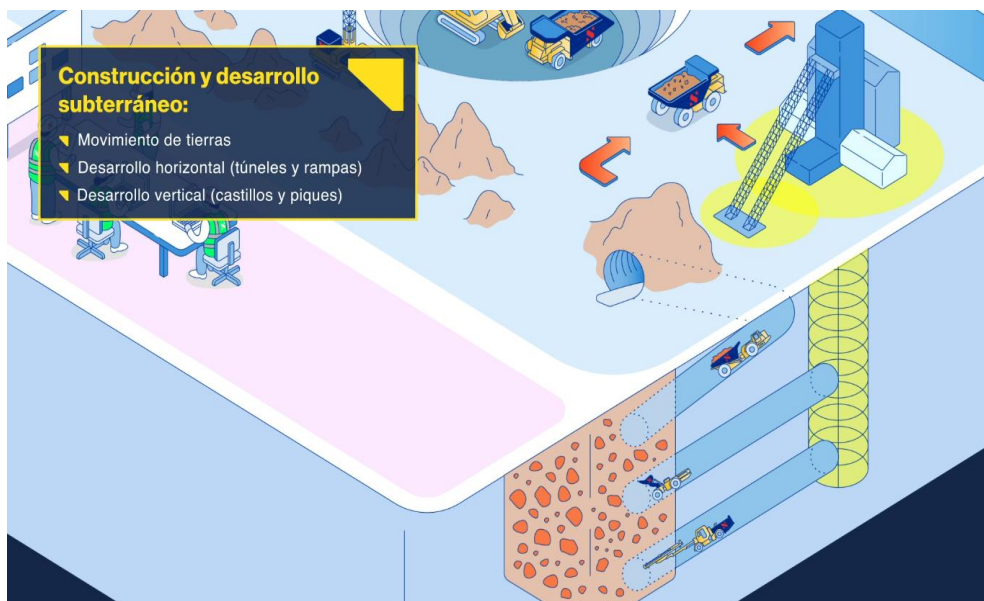 Construcción y desarrollo
subterráneo:
Movimiento de tierras
Desarrollo horizontal (túneles y rampas)
Desarrollo vertical (castillos y piques)